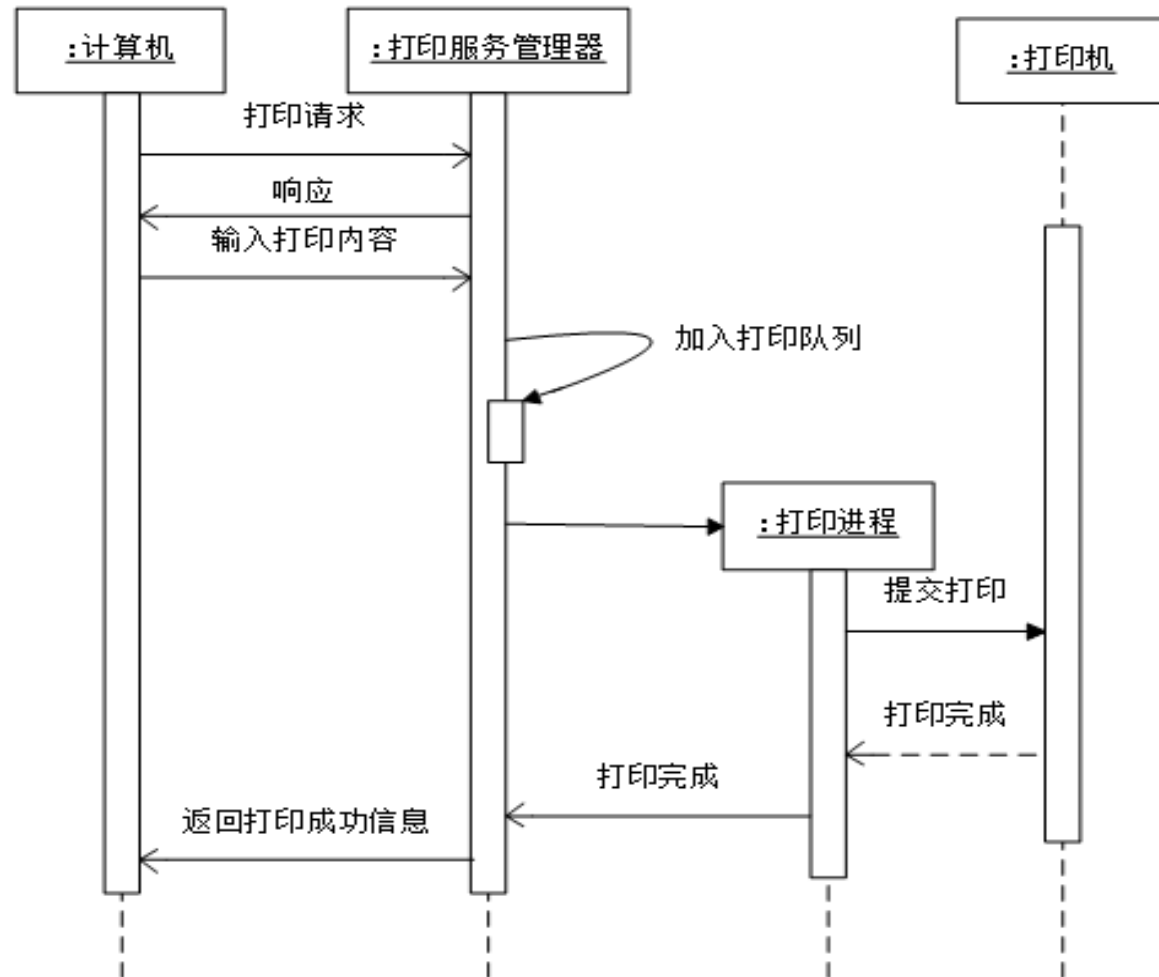 :计算机
:打印服务管理器
:打印机
打印请求
响应
输入打印内容
加入打印队列
:打印进程
提交打印
打印完成
打印完成
返回打印成功信息